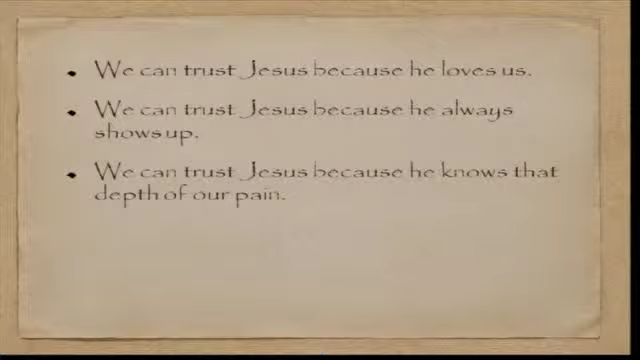 • We can trust Jesus because he loves us.
• We can trust Jesus because he always
shows up.
• We can trust Jesus because he knows that
depth of our pain.